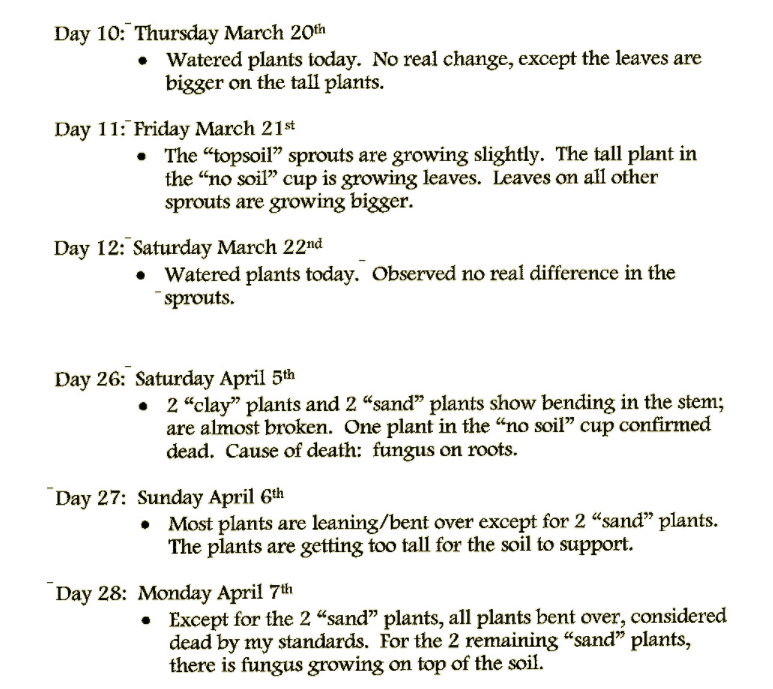 Day 10: Thursday March 20th
• Watered plants today. No real change, except the leaves are
bigger on the tall plants.
Day 11: Friday March 21st
• The “topsoil” sprouts are growing slightly. The tall plant in
the “no soil” cup is growing leaves. Leaves on all other
sprouts are growing bigger.
Day 12: Saturday March 22nd
• Watered plants today. Observed no real difference in the
sprouts.
Day 26: Saturday April 5th
• 2 “clay” plants and 2 “sand” plants show bending in the stem;
are almost broken. One plant in the “no soil” cup confirmed
dead. Cause of death: fungus on roots.
Day 27: Sunday April 6th
• Most plants are leaning/bent over except for 2 “sand” plants.
The plants are getting too tall for the soil to support.
Day 28: Monday April 7th
• Except for the 2 “sand” plants, all plants bent over, considered
dead by my standards. For the 2 remaining “sand” plants,
there is fungus growing on top of the soil.